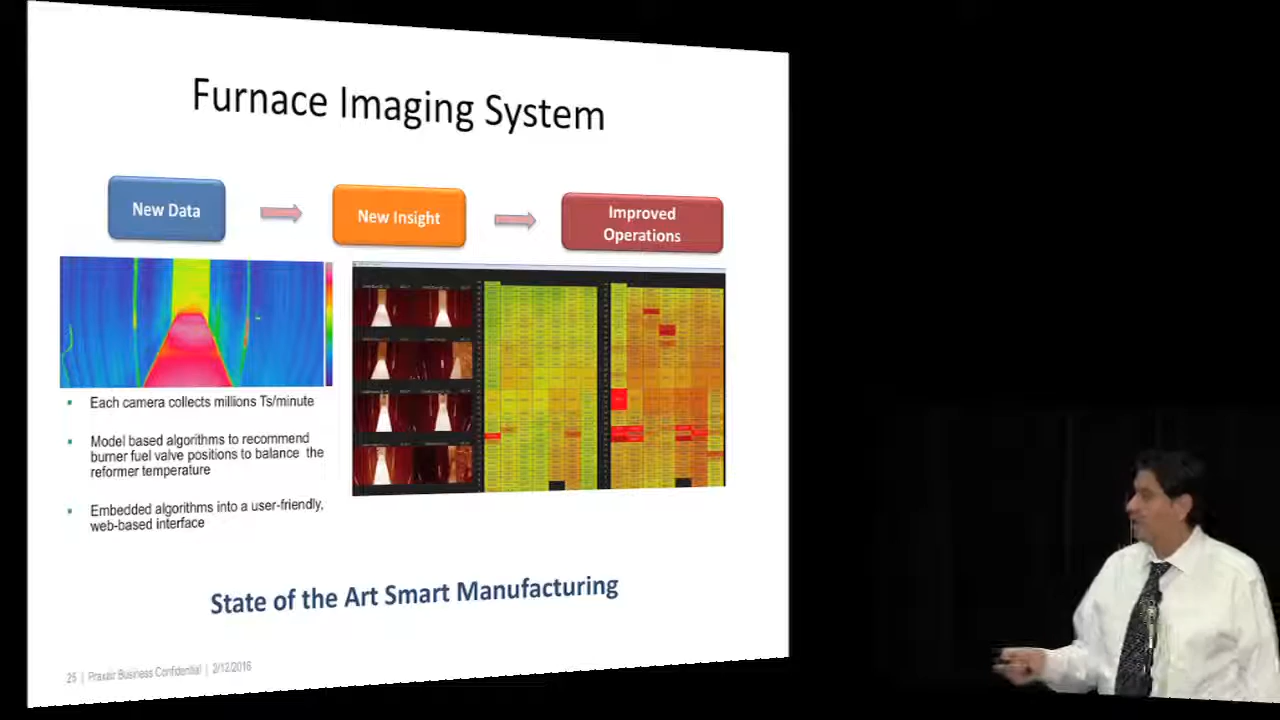 Furnace Imaging System
New Data
New Insight
Improved
Operations
Each camera collects millions Ts/minute
Model based algorithms to recommend
burner fuel valve positions to balance the
reformer temperature
Embedded algorithms into a user-friendly,
web-based interface
State of the Art Smart Manufacturing
25 | Praxair Business Confidential | 2/12/2016